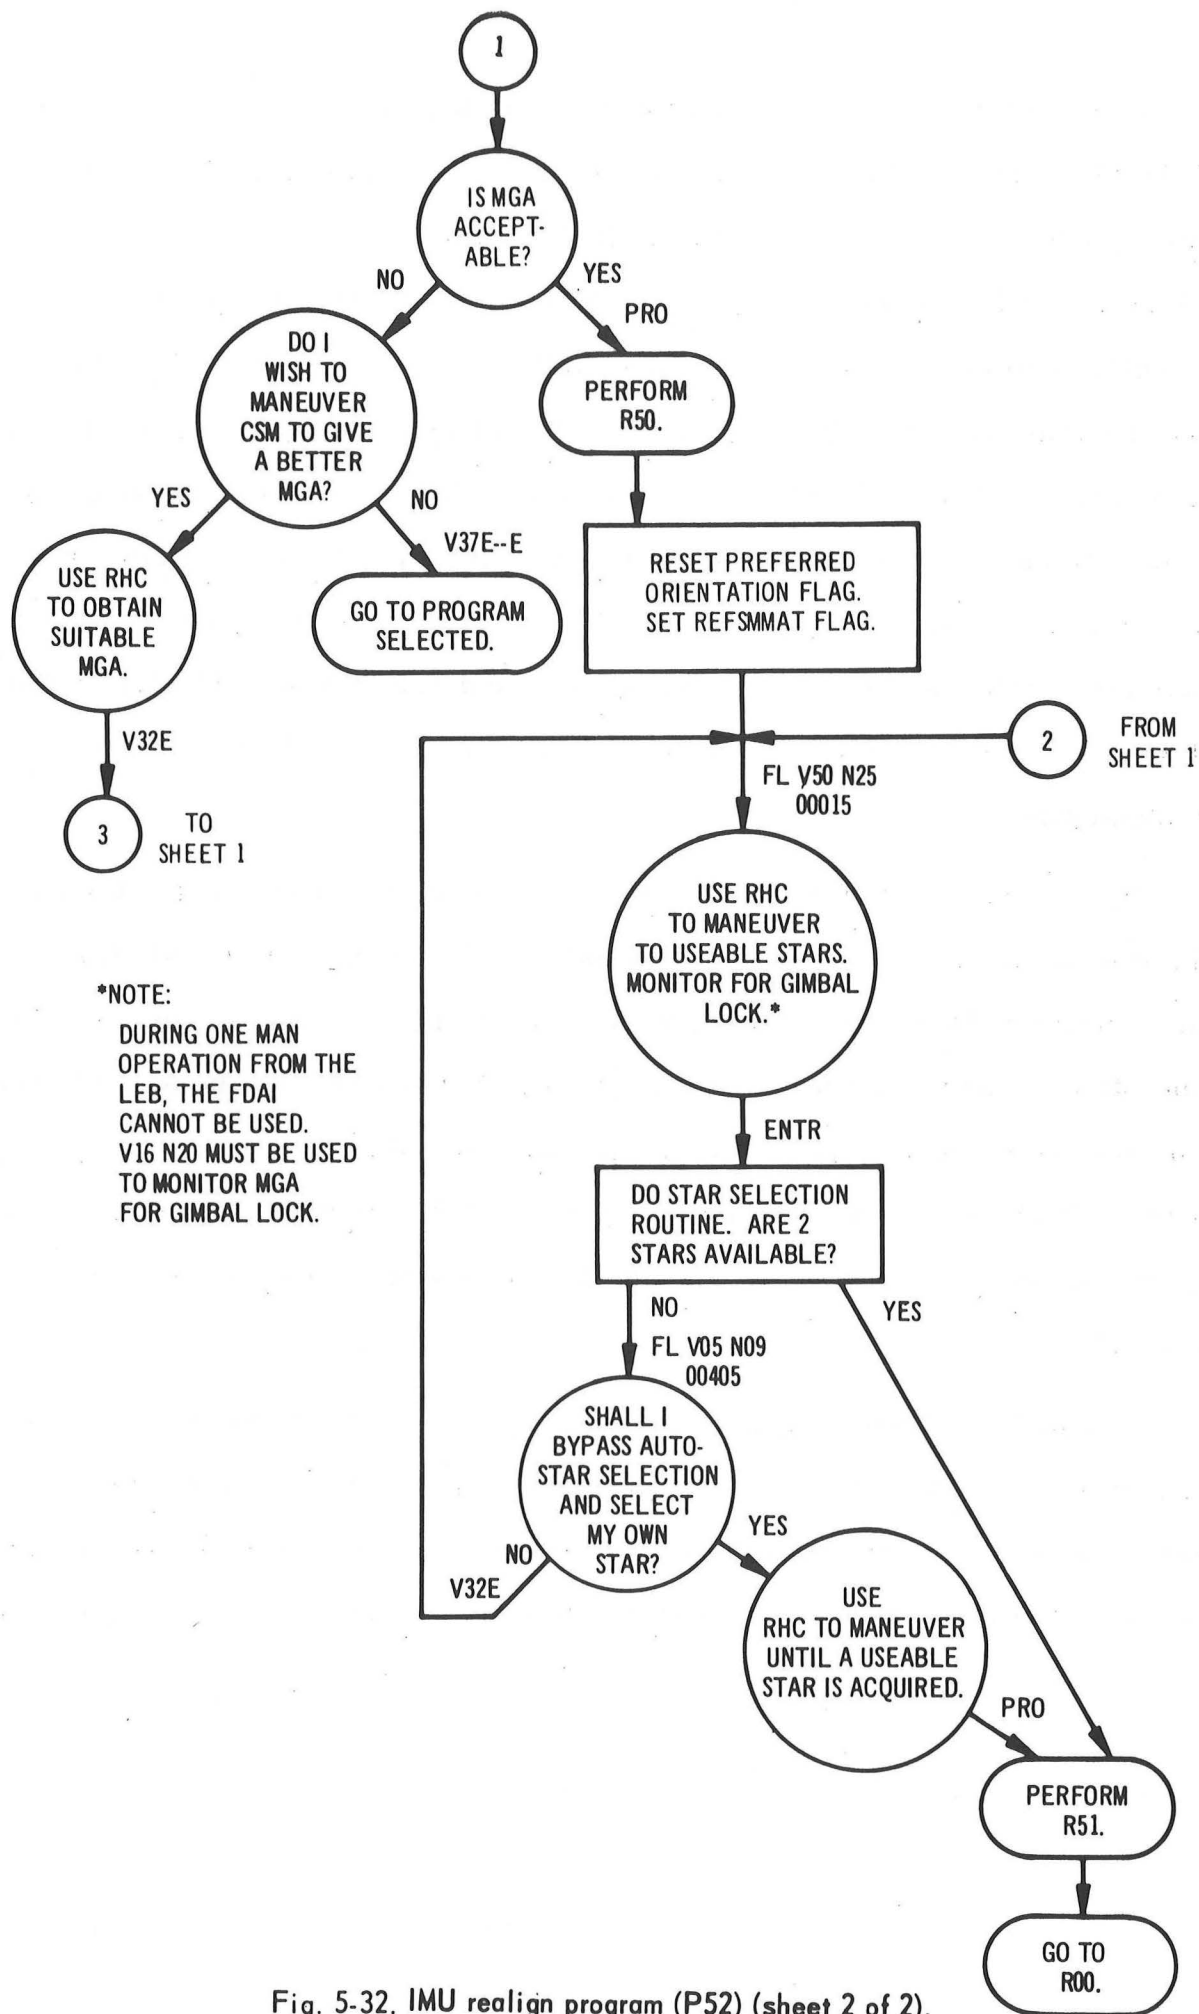 1
IS MGA
ACCEPT-
ABLE?
NO
YES
PRO
DO I
WISH TO
MANEUVER
CSM TO GIVE
A BETTER
MGA?
PERFORM
R50.
YES
NO
V37E--E
USE RHC
TO OBTAIN
SUITABLE
MGA.
GO TO PROGRAM
SELECTED.
RESET PREFERRED
ORIENTATION FLAG.
SET REFSMMAT FLAG.
V32E
2
FROM
SHEET 1
3
TO
SHEET 1
FL V50 N25
00015
USE RHC
TO MANEUVER
TO USEABLE STARS.
MONITOR FOR GIMBAL
LOCK.*
*NOTE:
DURING ONE MAN
OPERATION FROM THE
LEB, THE FDAI
CANNOT BE USED.
V16 N20 MUST BE USED
TO MONITOR MGA
FOR GIMBAL LOCK.
ENTR
DO STAR SELECTION
ROUTINE. ARE 2
STARS AVAILABLE?
NO
YES
FL V05 N09
00405
SHALL I
BYPASS AUTO-
STAR SELECTION
AND SELECT
MY OWN
STAR?
NO
V32E
YES
USE
RHC TO MANEUVER
UNTIL A USEABLE
STAR IS ACQUIRED.
PRO
PERFORM
R51.
GO TO
R00.
Fig. 5-32. IMU realign program (P52) (sheet 2 of 2).